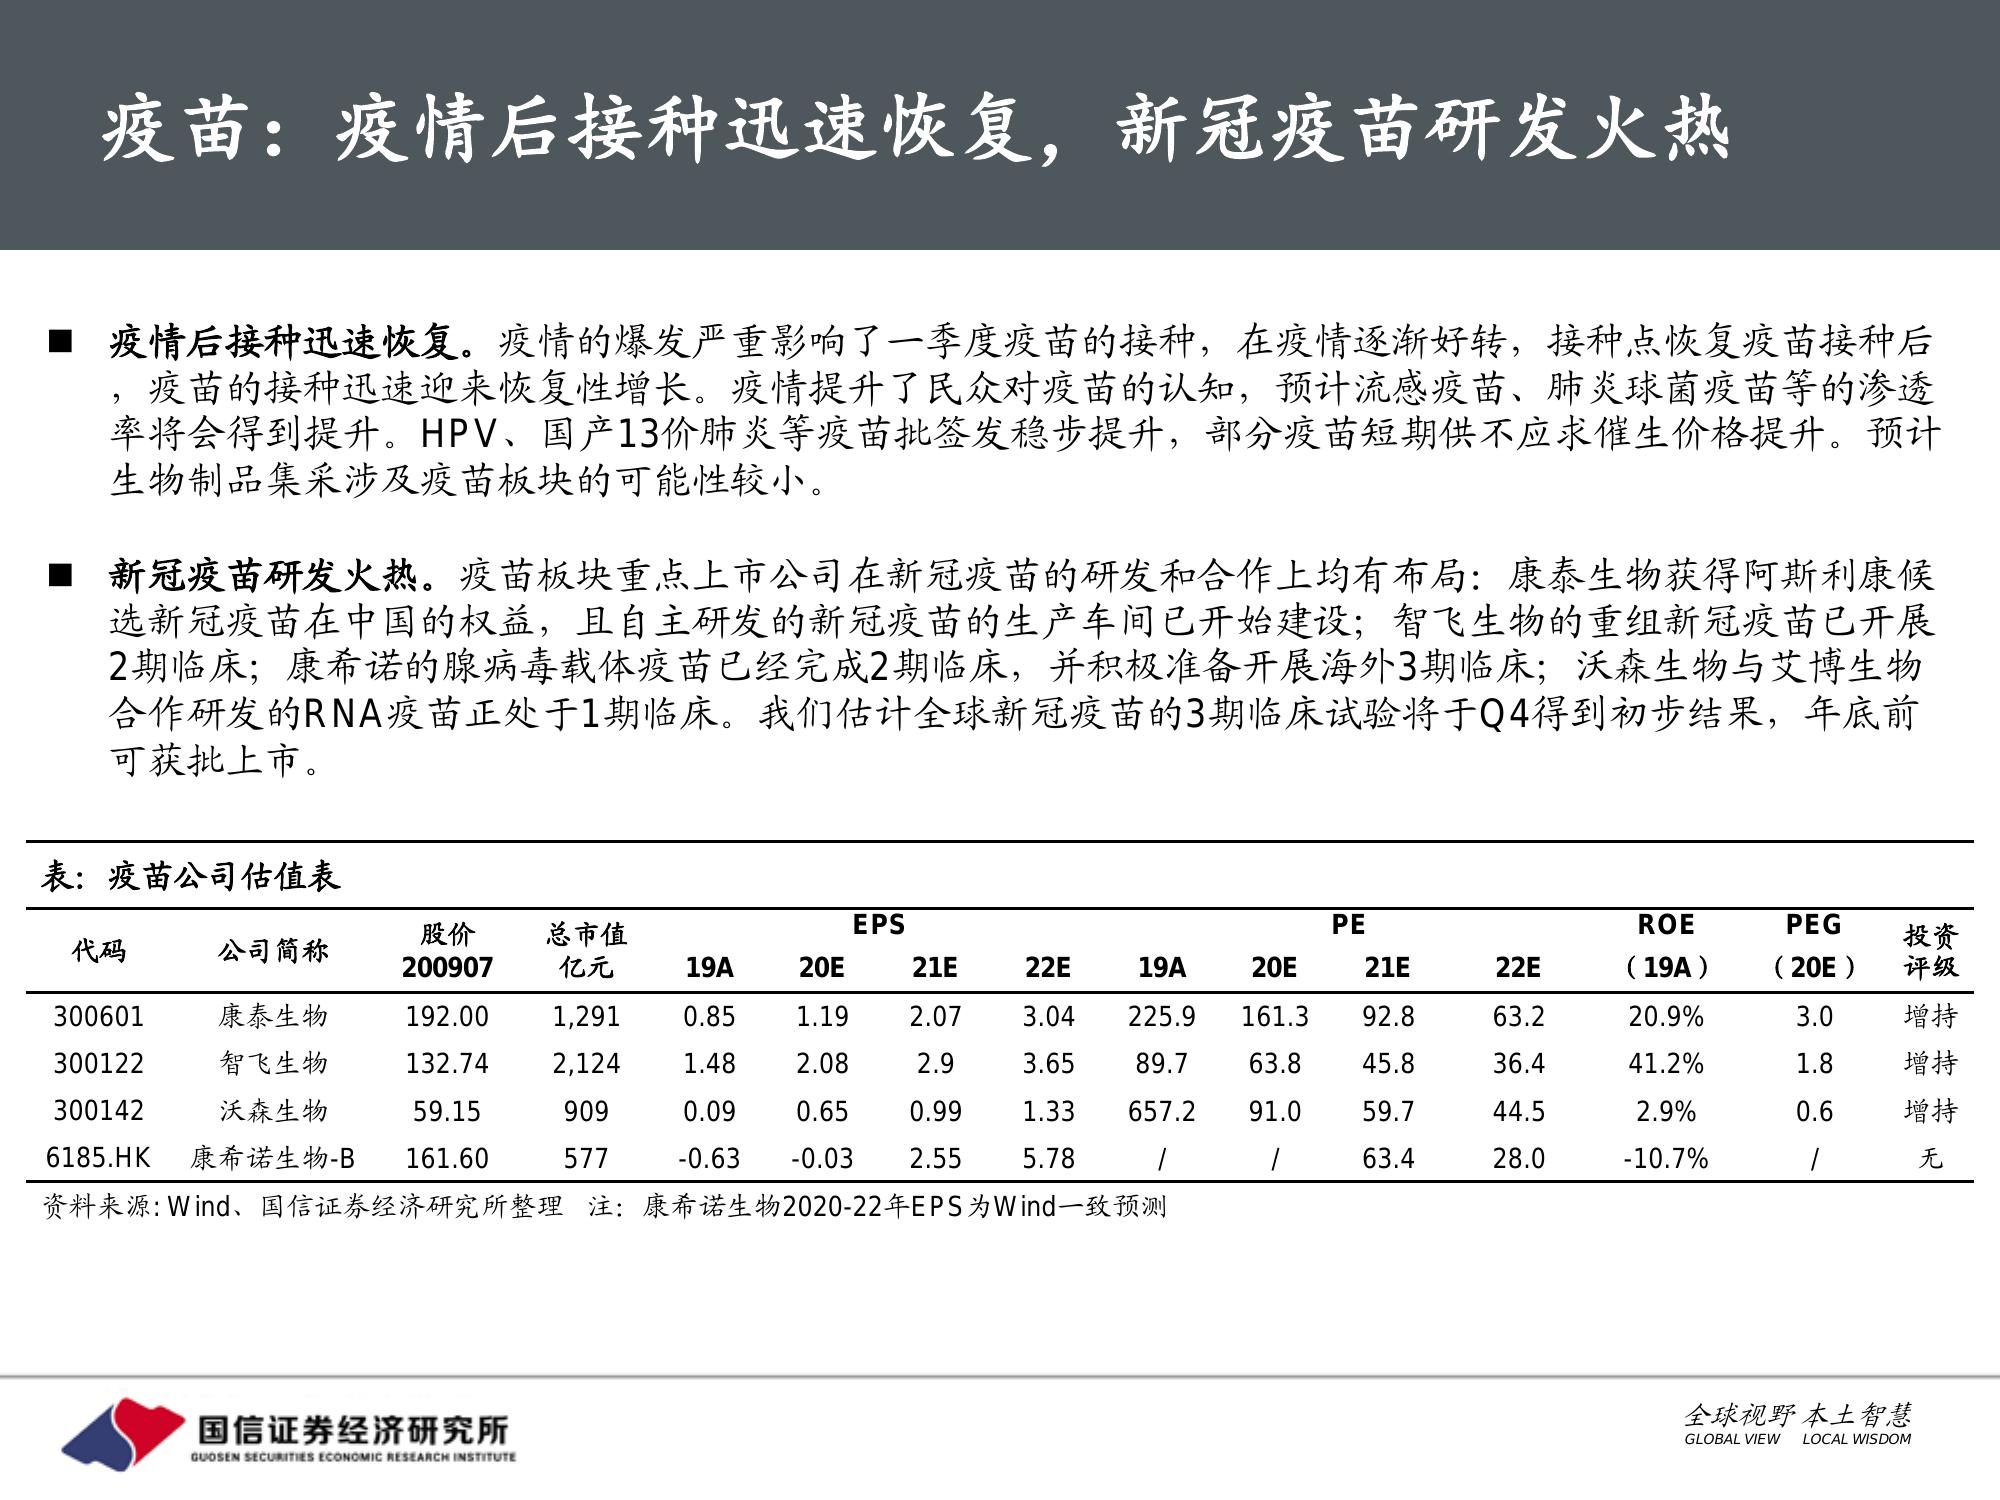 疫苗：疫情后接种迅速恢复，新冠疫苗研发火热
■ 疫情后接种迅速恢复。疫情的爆发严重影响了一季度疫苗的接种，在疫情逐渐好转，接种点恢复疫苗接种后
，疫苗的接种迅速迎来恢复性增长。疫情提升了民众对疫苗的认知，预计流感疫苗、肺炎球菌疫苗等的渗透
率将会得到提升。HPV、国产13价肺炎等疫苗批签发稳步提升，部分疫苗短期供不应求催生价格提升。预计
生物制品集采涉及疫苗板块的可能性较小。
■ 新冠疫苗研发火热。疫苗板块重点上市公司在新冠疫苗的研发和合作上均有布局：康泰生物获得阿斯利康候
选新冠疫苗在中国的权益，且自主研发的新冠疫苗的生产车间已开始建设；智飞生物的重组新冠疫苗已开展
2期临床；康希诺的腺病毒载体疫苗已经完成2期临床，并积极准备开展海外3期临床；沃森生物与艾博生物
合作研发的RNA疫苗正处于1期临床。我们估计全球新冠疫苗的3期临床试验将于Q4得到初步结果，年底前
可获批上市。
表：疫苗公司估值表
代码 公司简称 股价 总市值 EPS PE ROE PEG 投资
200907 亿元 19A 20E 21E 22E 19A 20E 21E 22E （19A） （20E） 评级
300601 康泰生物 192.00 1,291 0.85 1.19 2.07 3.04 225.9 161.3 92.8 63.2 20.9% 3.0 增持
300122 智飞生物 132.74 2,124 1.48 2.08 2.9 3.65 89.7 63.8 45.8 36.4 41.2% 1.8 增持
300142 沃森生物 59.15 909 0.09 0.65 0.99 1.33 657.2 91.0 59.7 44.5 2.9% 0.6 增持
6185.HK 康希诺生物-B 161.60 577 -0.63 -0.03 2.55 5.78 / / 63.4 28.0 -10.7% / 无
资料来源: Wind、国信证券经济研究所整理 注：康希诺生物2020-22年EPS为Wind一致预测
国信证券经济研究所
GUOSEN SECURITIES ECONOMIC RESEARCH INSTITUTE
全球视野 本土智慧
GLOBAL VIEW LOCAL WISDOM